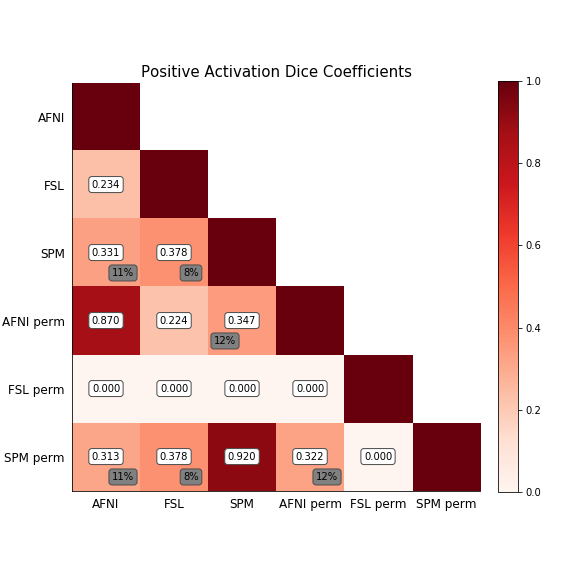 Positive Activation Dice Coefficients
1.0
AFNI
0.8
FSL
0.234
SPM
0.331
0.378
11%
8%
0.6
AFNI perm
0.870
0.224
0.347
12%
0.4
FSL perm
0.000
0.000
0.000
0.000
0.2
SPM perm
0.313
0.378
0.920
0.322
0.000
11%
8%
12%
0.0
AFNI
FSL
SPM
AFNI perm
FSL perm
SPM perm